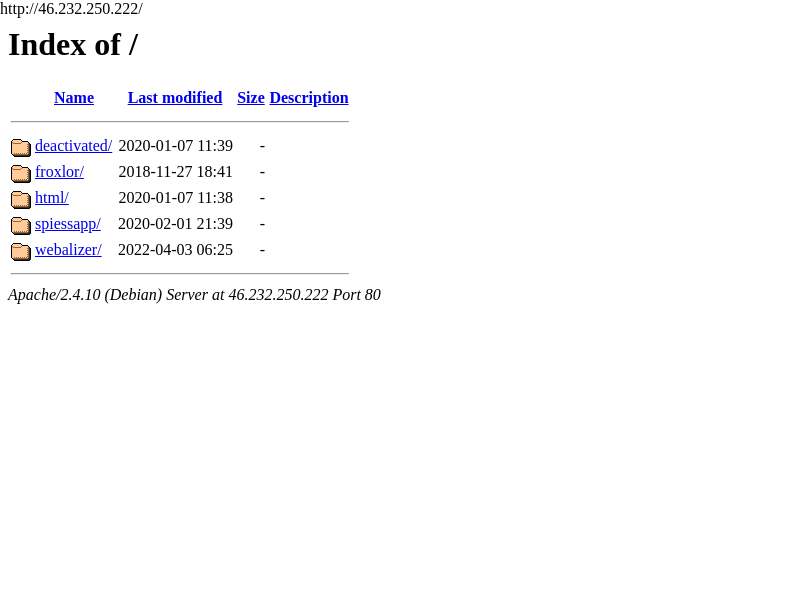 http://46.232.250.222/
Index of /
Name Last modified Size Description
deactivated/ 2020-01-07 11:39 -
froxlor/ 2018-11-27 18:41 -
html/ 2020-01-07 11:38 -
spiessapp/ 2020-02-01 21:39 -
webalizer/ 2022-04-03 06:25 -
Apache/2.4.10 (Debian) Server at 46.232.250.222 Port 80